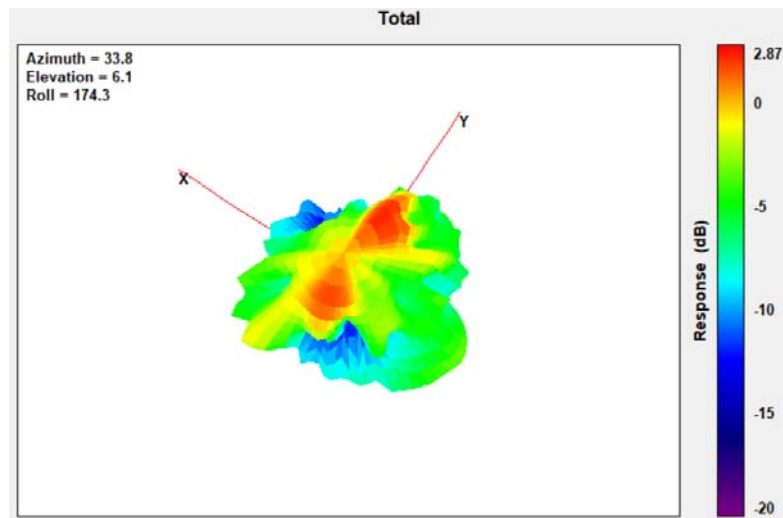 Total
Azimuth = 33.8
Elevation = 6.1
Roll = 174.3
X
Y
2.87
0
-5
-10
-15
-20
Response (dB)